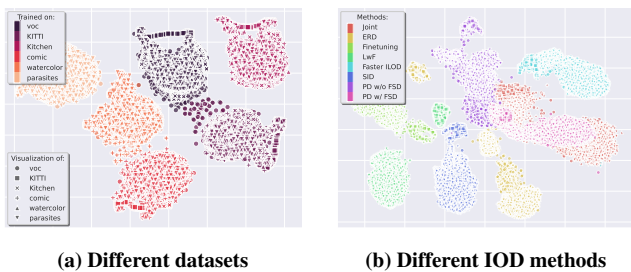 Trained on:
voc
KITTI
Kitchen
comic
watercolor
parasites
Visualization of:
voc
KITTI
Kitchen
comic
watercolor
parasites
(a) Different datasets
Methods:
Joint
ERD
Finetuning
LwF
Faster ILOD
SID
PD w/o FSD
PD w/ FSD
(b) Different IOD methods